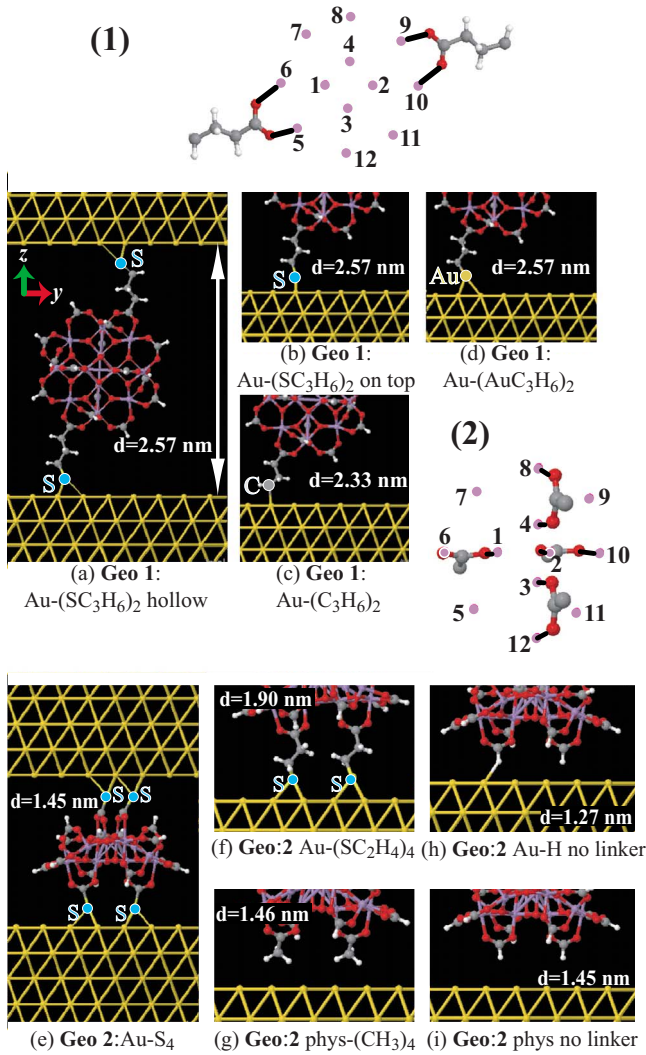 (1)
8
7
9
4
6
1
2
10
3
5
11
12
z
y
S
d=2.57 nm
S
(a) Geo 1:
Au-(SC₃H₆)₂ hollow
d=2.57 nm
S
(b) Geo 1:
Au-(SC₃H₆)₂ on top
d=2.57 nm
Au
(d) Geo 1:
Au-(AuC₃H₆)₂
C
d=2.33 nm
(c) Geo 1:
Au-(C₃H₆)₂
(2)
8
7
9
4
6
1
2
10
3
5
11
12
d=1.45 nm
S
S
S
S
(e) Geo 2:Au-S₄
d=1.90 nm
S
S
(f) Geo:2 Au-(SC₂H₄)₄
d=1.27 nm
(h) Geo:2 Au-H no linker
d=1.46 nm
(g) Geo:2 phys-(CH₃)₄
d=1.45 nm
(i) Geo:2 phys no linker